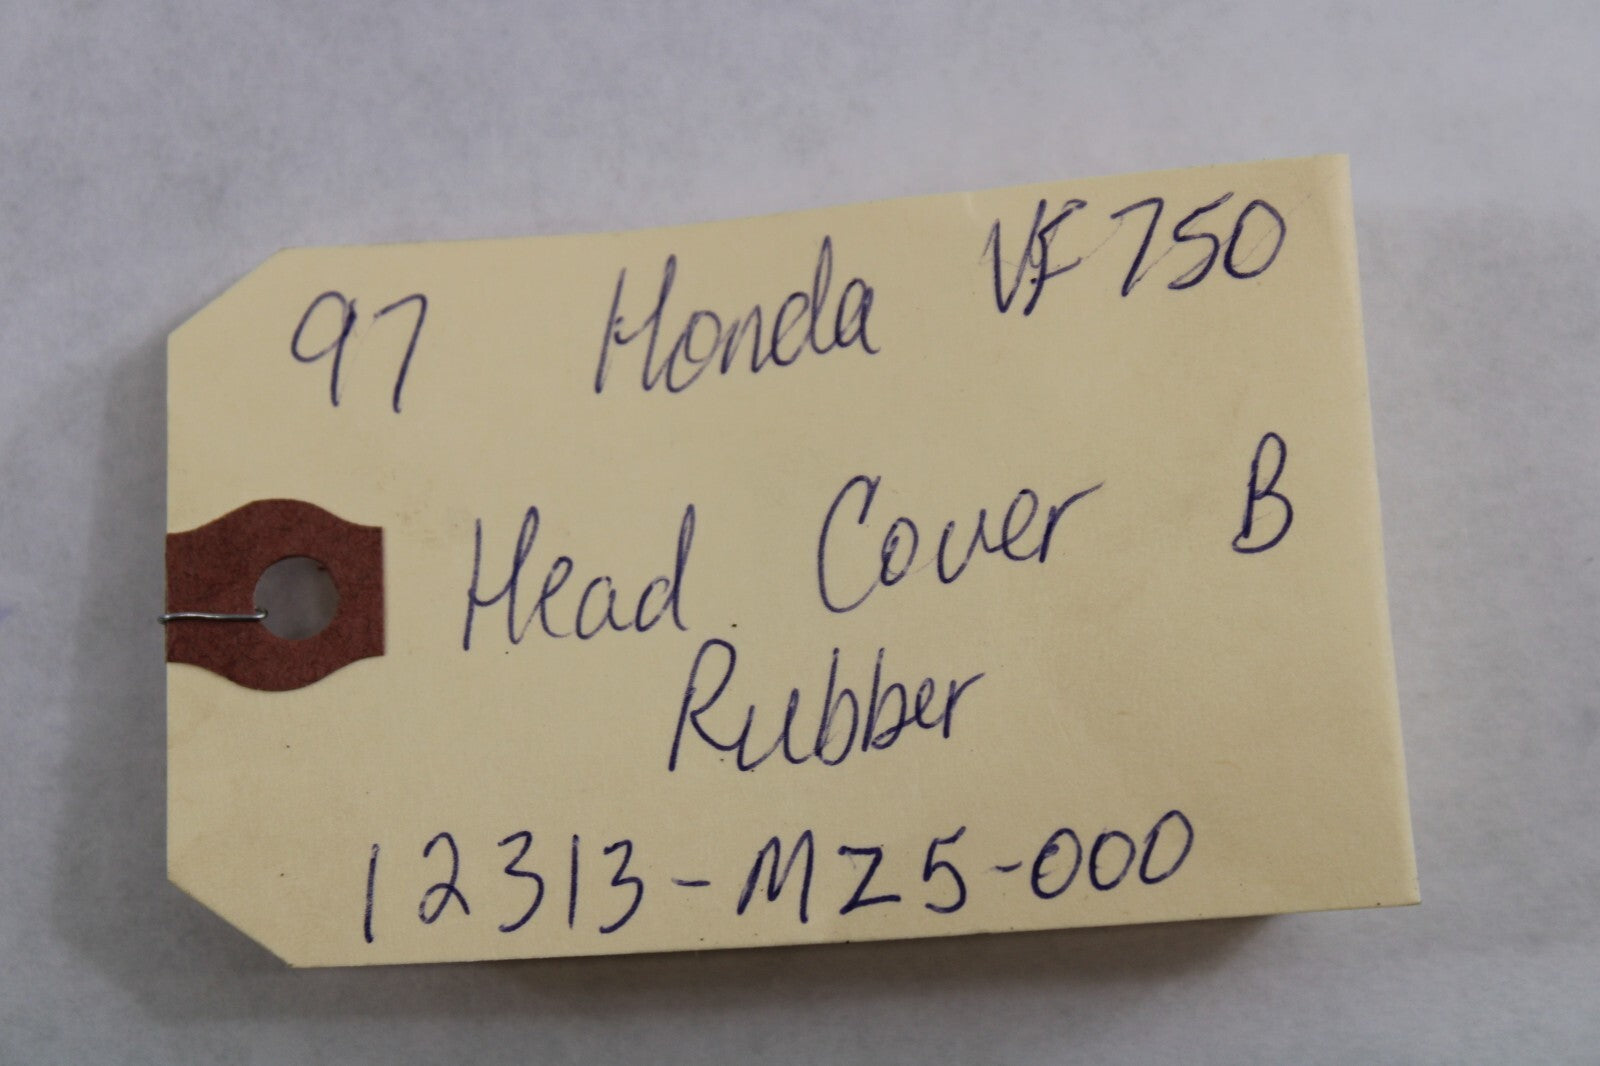 97 Honda VF750
Head Cover B
Rubber
12313-MZ5-000